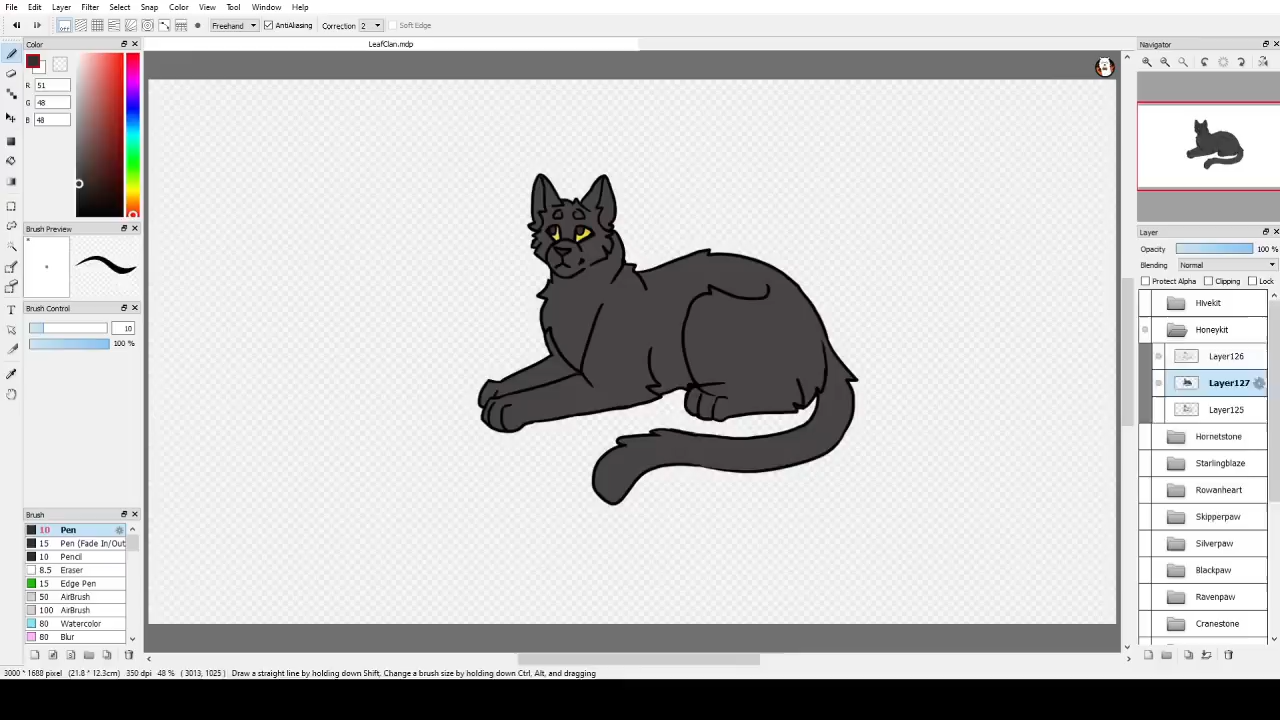 File Edit Layer Filter Select Snap Color View Tool Window Help
OFF Freehand AntiAliasing Correction 2 Soft Edge
Color
LeafClan.mdp
Navigator
R 51
G 48
B 48
Brush Preview
Layer
Opacity 100 %
Blending Normal
Protect Alpha Clipping Lock
Hivekit
Brush Control
10
100 %
Honeykit
Layer126
Layer127
Layer125
Hornetstone
Starlingblaze
Rowanheart
Skipperpaw
Silverpaw
Blackpaw
Ravenpaw
Cranestone
Brush
10 Pen
15 Pen (Fade In/Out
10 Pencil
8.5 Eraser
15 Edge Pen
50 AirBrush
100 AirBrush
80 Watercolor
80 Blur
3000 * 1688 pixel (21.8 * 12.3cm) 350 dpi 48 % ( 3013, 1025 ) Draw a straight line by holding down Shift, Change a brush size by holding down Ctrl, Alt, and dragging